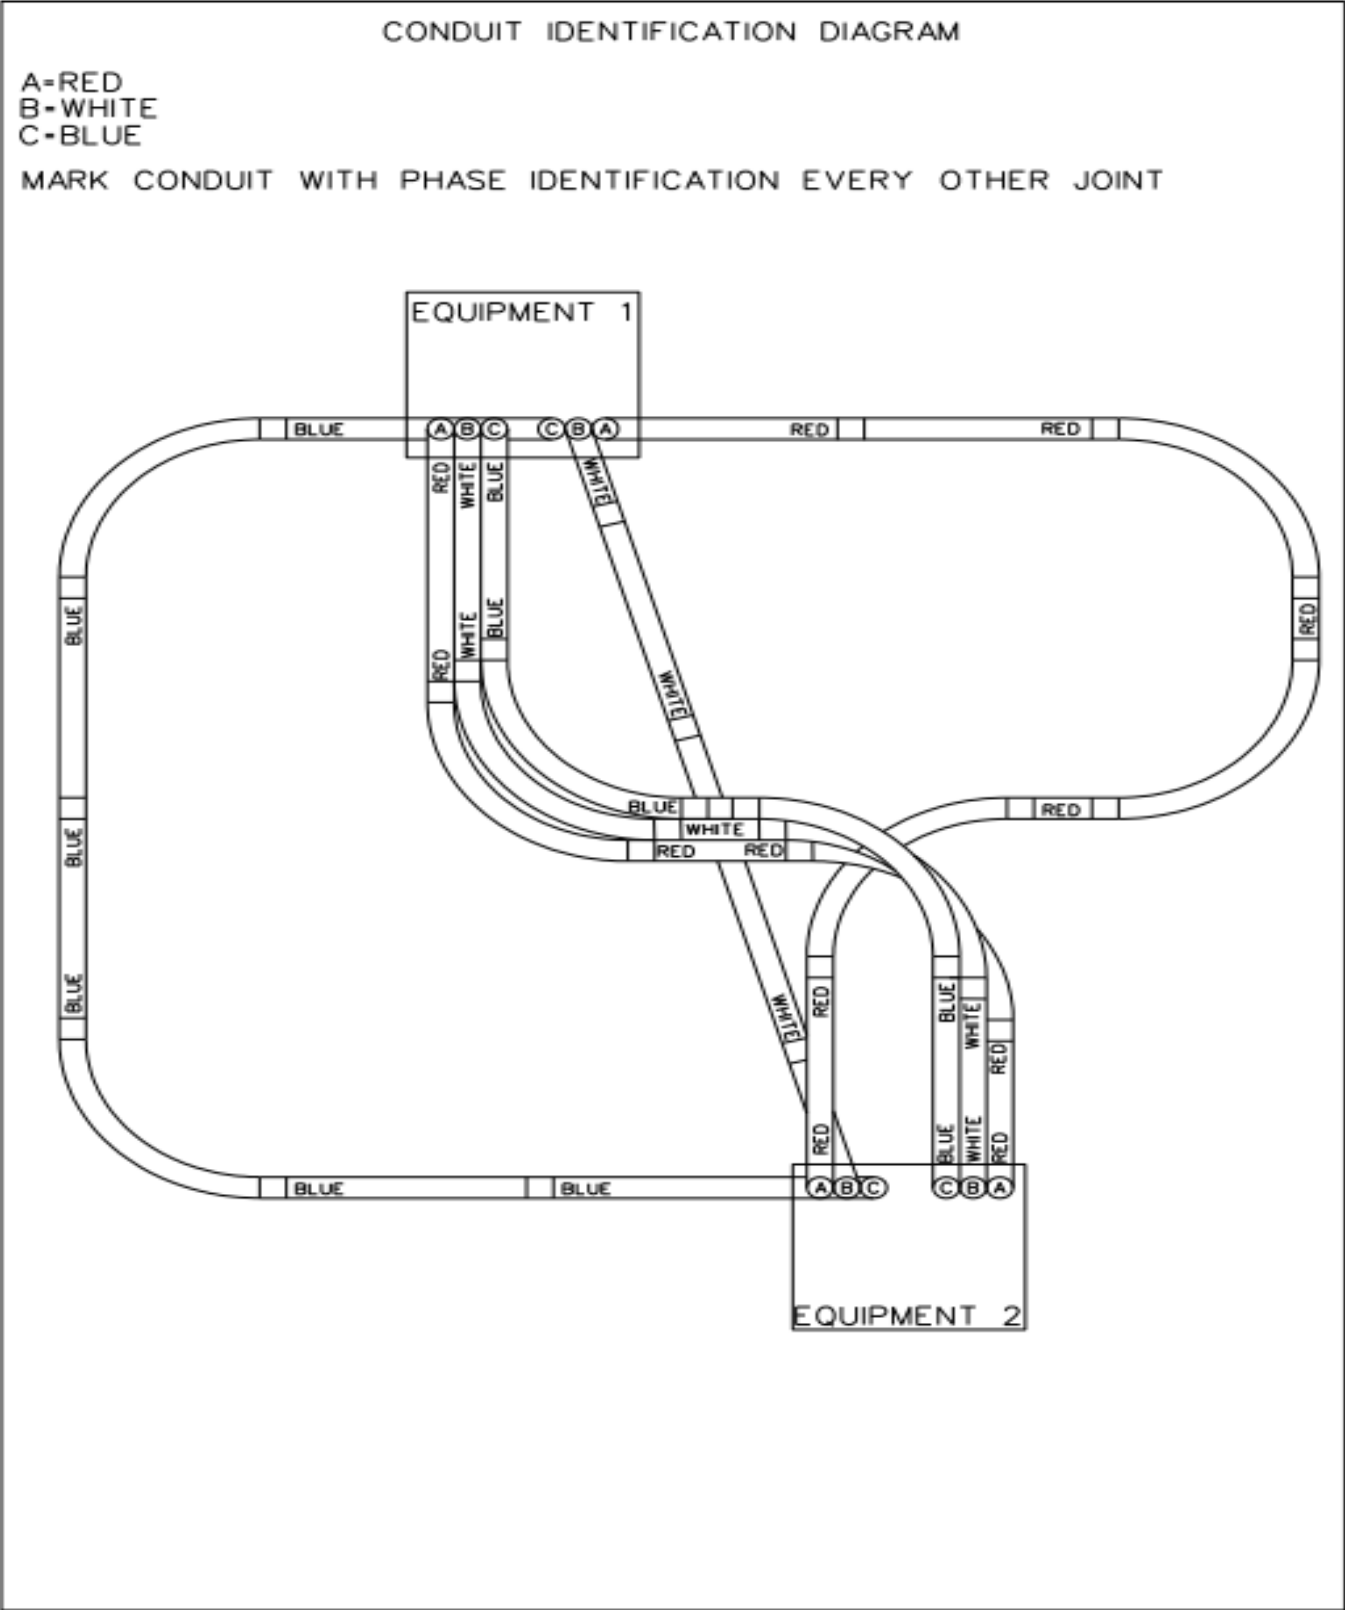 CONDUIT IDENTIFICATION DIAGRAM
A=RED
B-WHITE
C-BLUE
MARK CONDUIT WITH PHASE IDENTIFICATION EVERY OTHER JOINT
EQUIPMENT 1
BLUE
A B C
C B A
RED
RED
RED
WHITE
BLUE
WHITE
BLUE
RED
WHITE
BLUE
RED
WHITE
BLUE
RED
WHITE
RED
RED
RED
BLUE
BLUE
WHITE
RED
BLUE
WHITE
RED
RED
BLUE
WHITE
RED
BLUE
BLUE
A B C
C B A
EQUIPMENT 2